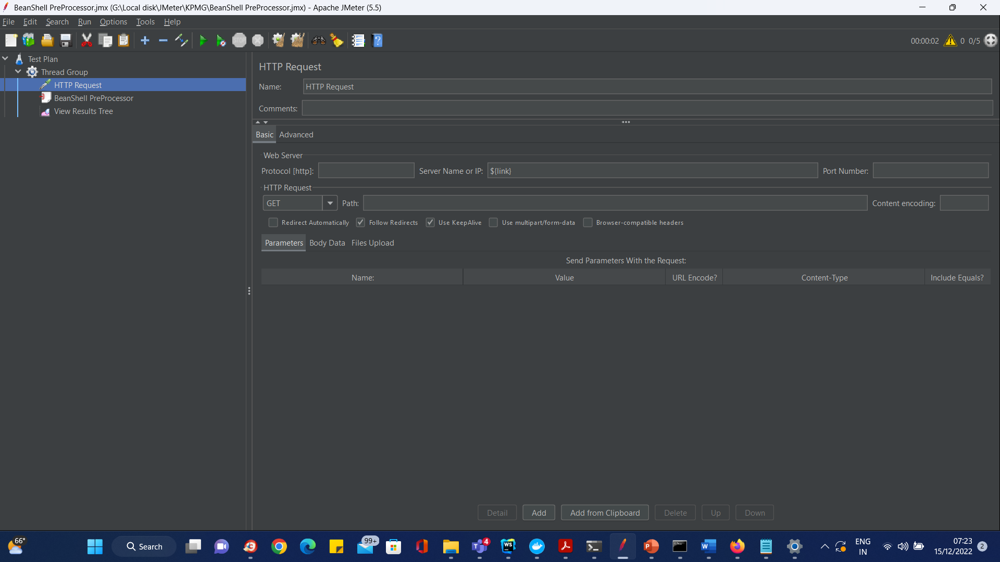 BeanShell PreProcessor.jmx (G:\Local disk\JMeter\KPMG\BeanShell PreProcessor.jmx) - Apache JMeter (5.5)
File Edit Search Run Options Tools Help
STOP
00:00:02 0 0/5
Test Plan
Thread Group
HTTP Request
BeanShell PreProcessor
View Results Tree
HTTP Request
Name: HTTP Request
Comments:
Basic Advanced
Web Server
Protocol [http]: Server Name or IP: ${link} Port Number:
HTTP Request
GET Path: Content encoding:
Redirect Automatically Follow Redirects Use KeepAlive Use multipart/form-data Browser-compatible headers
Parameters Body Data Files Upload
Send Parameters With the Request:
Name: Value URL Encode? Content-Type Include Equals?
Detail Add Add from Clipboard Delete Up Down
66°
Search
99+
4
WS
P
W
ENG
IN
07:23
15/12/2022
2